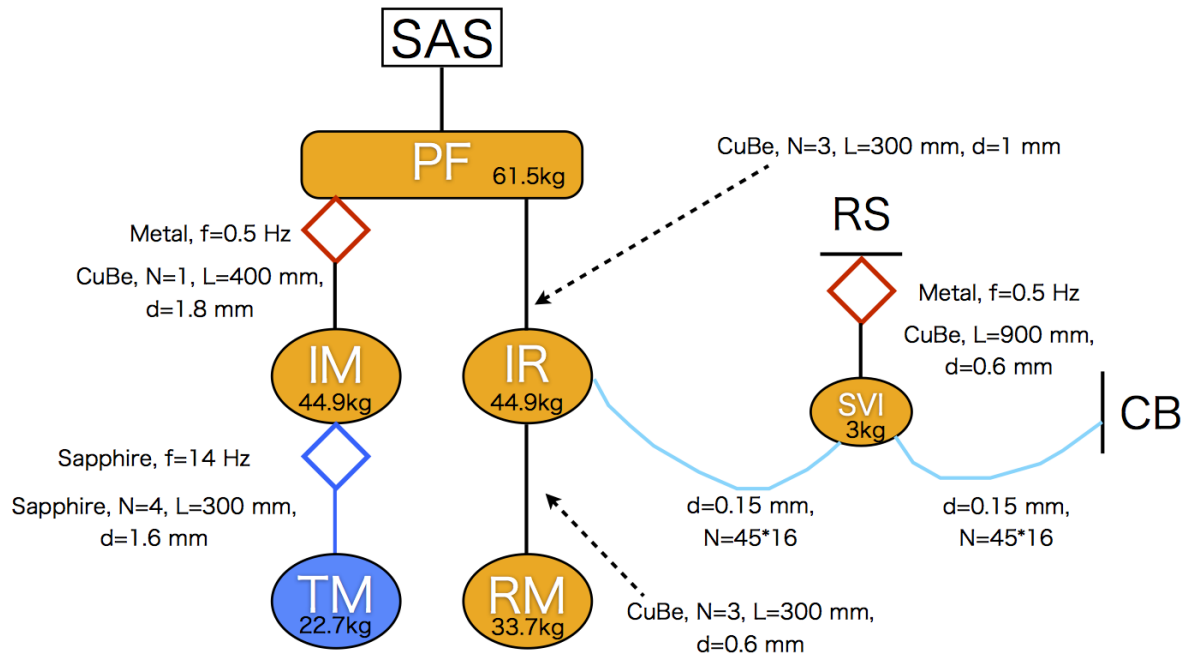 SAS
PF
61.5kg
CuBe, N=3, L=300 mm, d=1 mm
RS
Metal, f=0.5 Hz
CuBe, N=1, L=400 mm,
d=1.8 mm
Metal, f=0.5 Hz
CuBe, L=900 mm,
d=0.6 mm
IM
44.9kg
IR
44.9kg
SVI
3kg
CB
Sapphire, f=14 Hz
Sapphire, N=4, L=300 mm,
d=1.6 mm
d=0.15 mm,
N=45*16
d=0.15 mm,
N=45*16
TM
22.7kg
RM
33.7kg
CuBe, N=3, L=300 mm,
d=0.6 mm